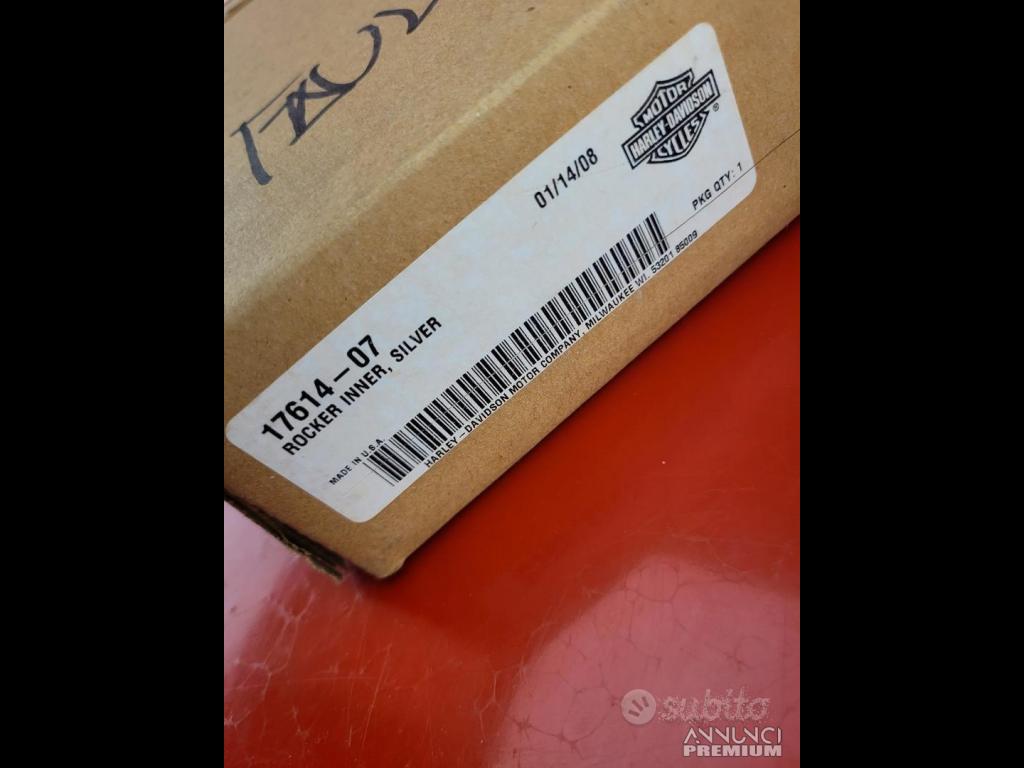 MOTOR
HARLEY-DAVIDSON
CYCLES
®
01/14/08
PKG QTY: 1
17614-07
ROCKER INNER, SILVER
MADE IN U.S.A.
HARLEY-DAVIDSON MOTOR COMPANY, MILWAUKEE WI. 53201 85009
subito
ANNUNCI
PREMIUM